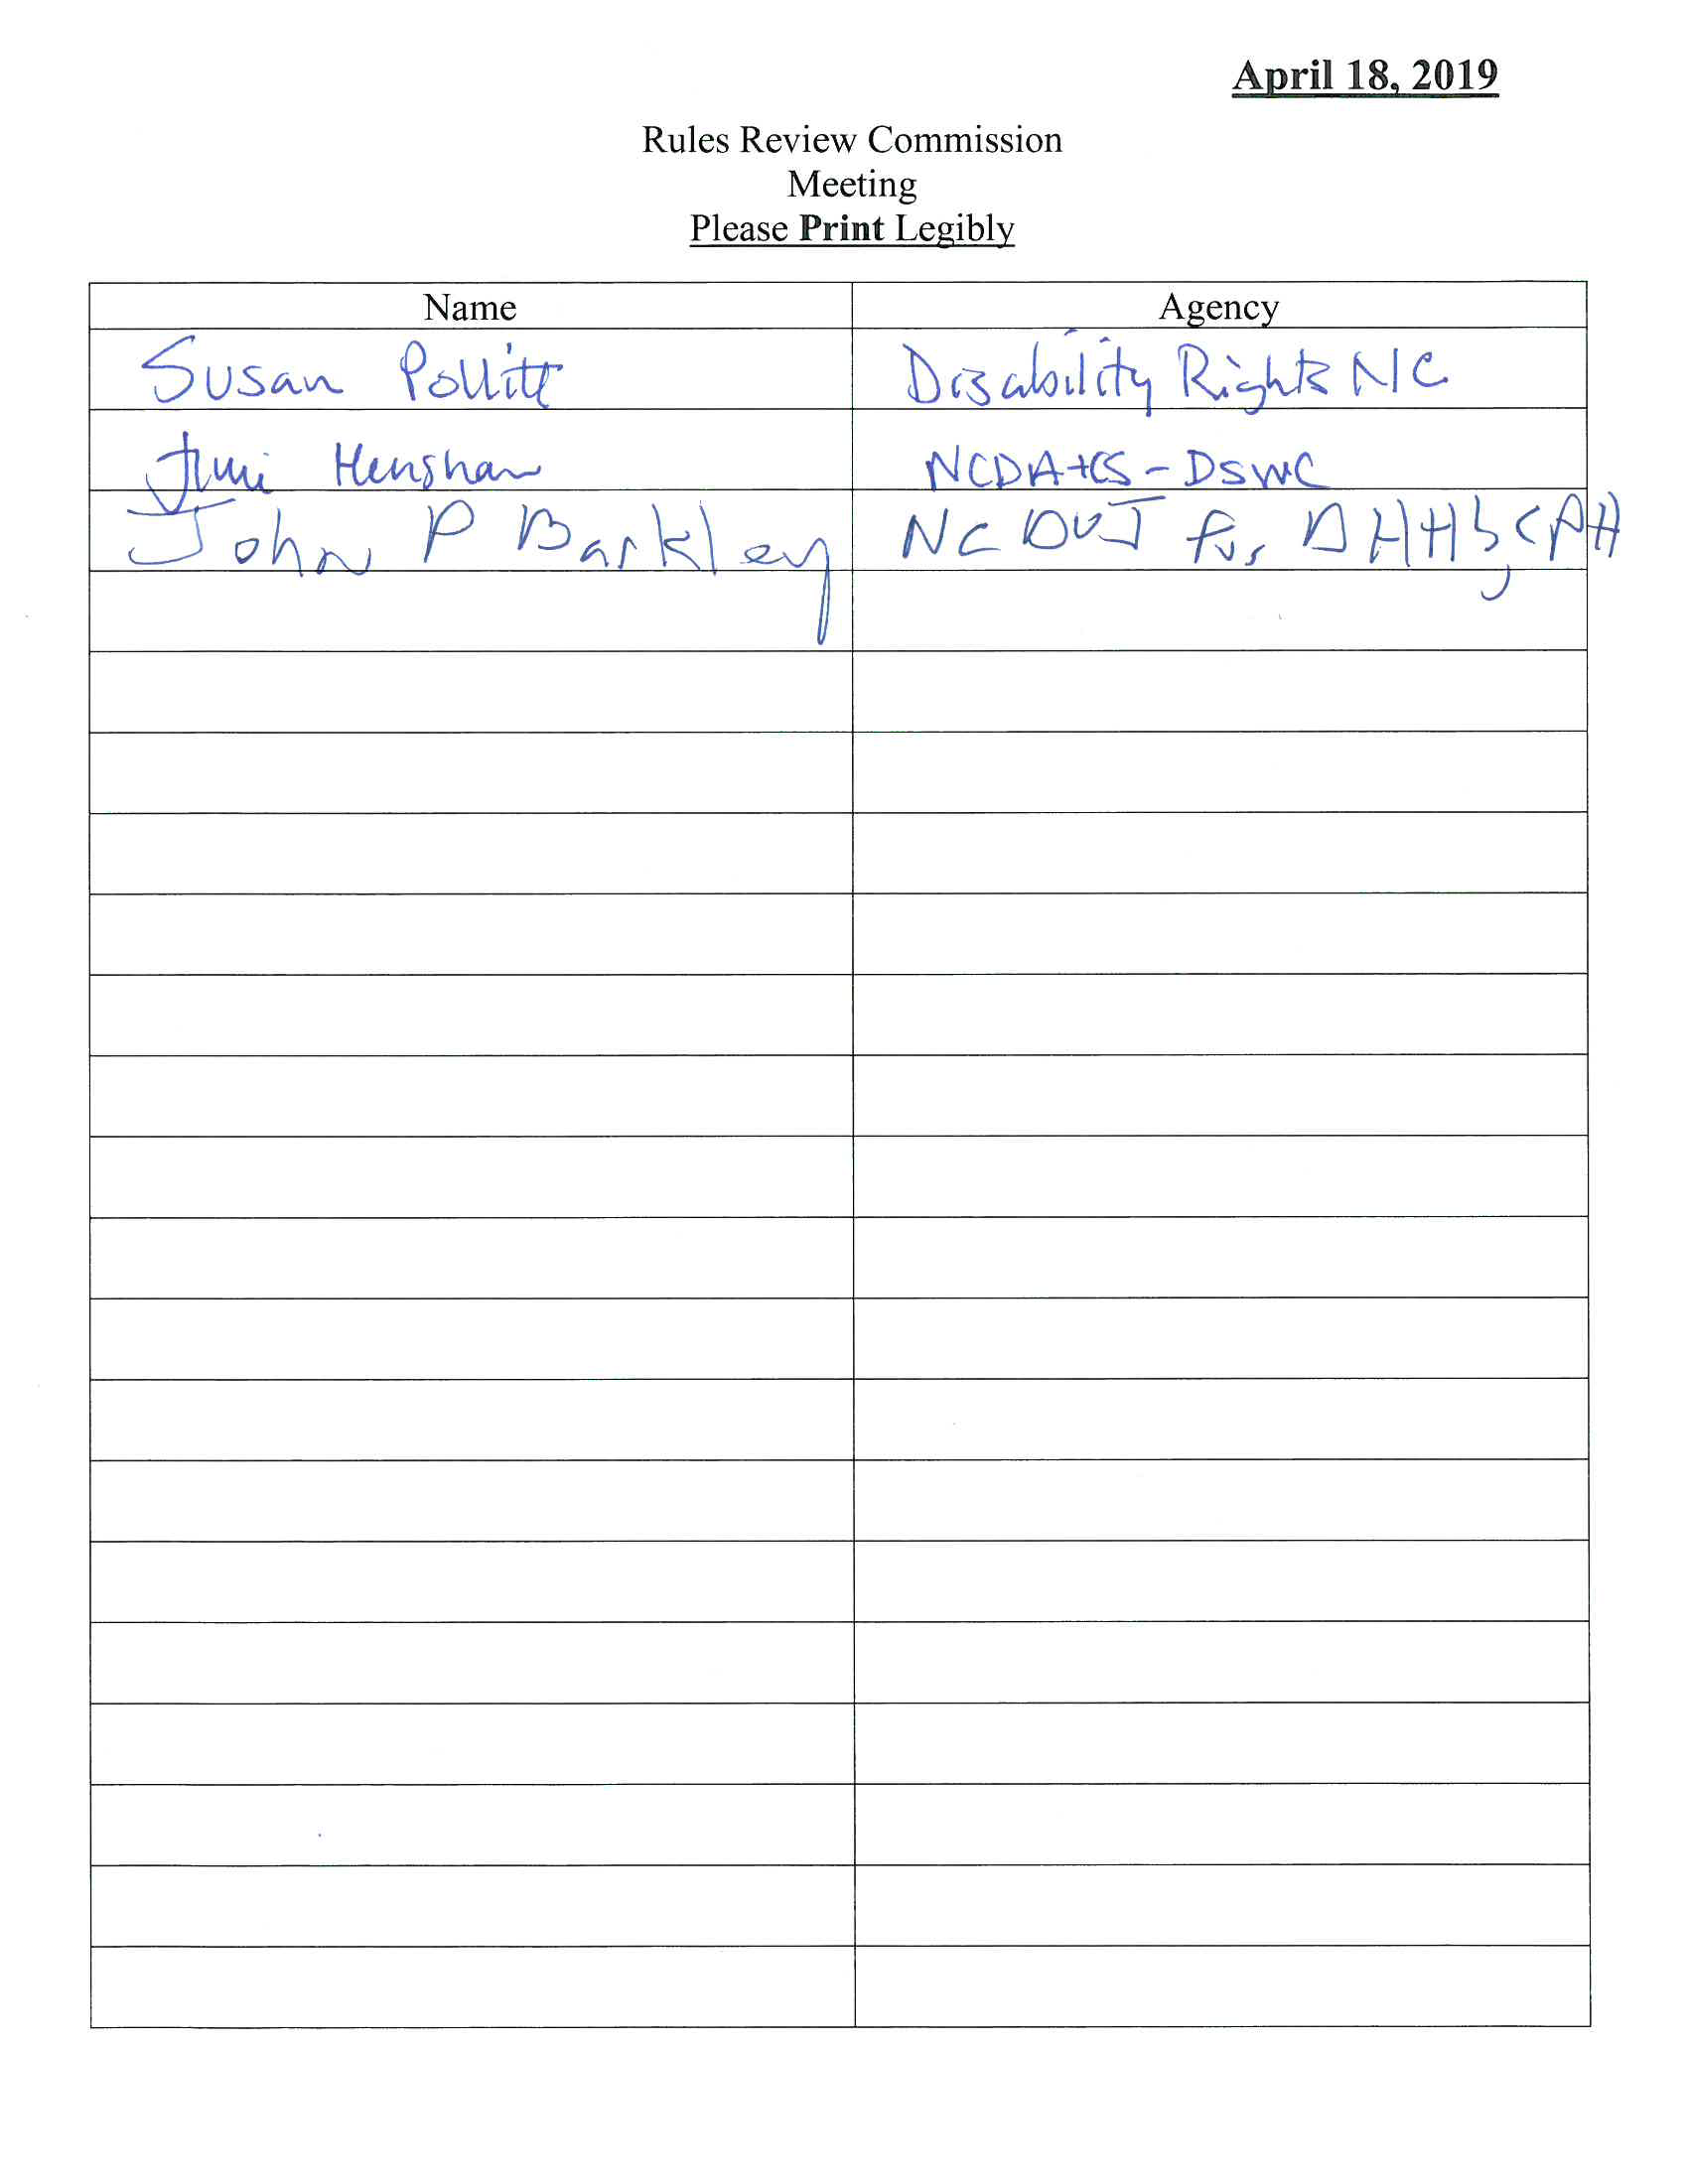 April 18, 2019
Rules Review Commission
Meeting
Please Print Legibly
Name Agency
Susan Pollitt Disability Rights NC
Henshaw NCDA+CS - DSWC
John P Barkley NC DOJ for DHHS, CPH